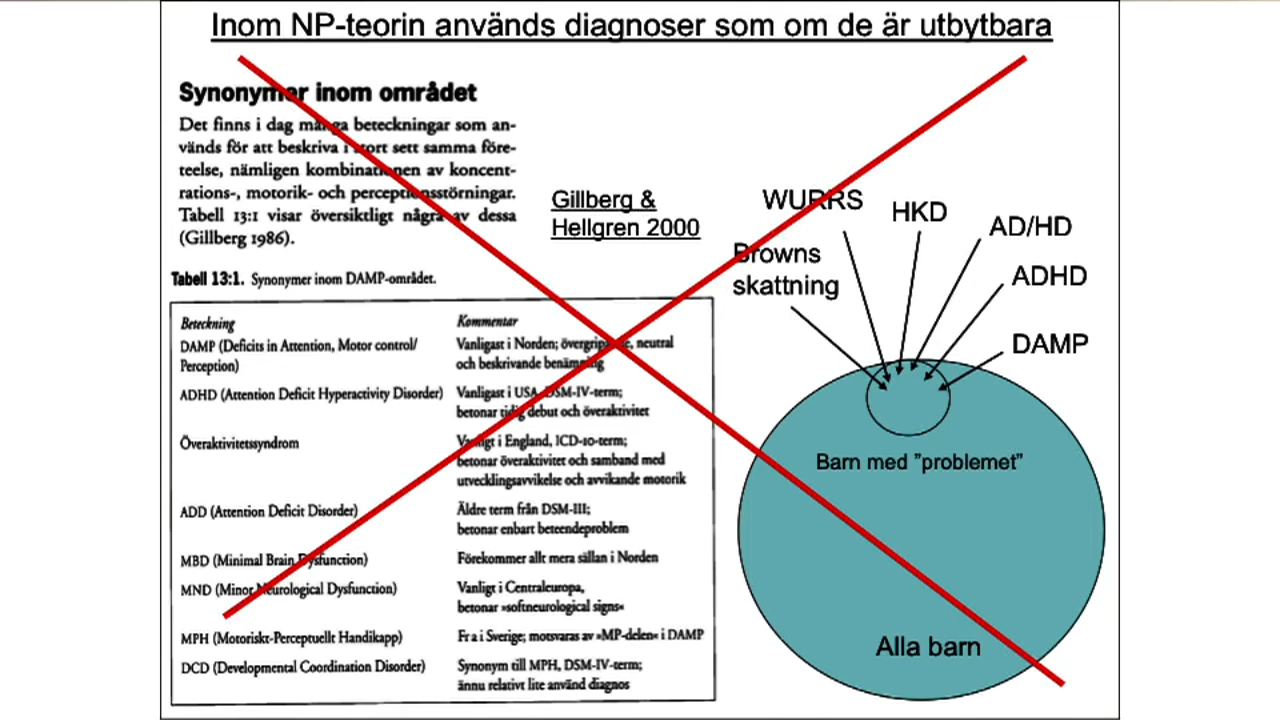 Inom NP-teorin används diagnoser som om de är utbytbara
Synonymer inom området
Det finns i dag många beteckningar som an-
vänds för att beskriva i stort sett samma före-
teelse, nämligen kombinationen av koncent-
rations-, motorik- och perceptionsstörningar.
Tabell 13:1 visar översiktligt några av dessa
(Gillberg 1986).
Gillberg &
Hellgren 2000
Tabell 13:1. Synonymer inom DAMP-området.
Beteckning Kommentar
DAMP (Deficits in Attention, Motor control/ Vanligast i Norden; övergripande, neutral
Perception) och beskrivande benämning
ADHD (Attention Deficit Hyperactivity Disorder) Vanligast i USA, DSM-IV-term;
betonar tidig debut och överaktivitet
Överaktivitetssyndrom Vanligt i England, ICD-10-term;
betonar överaktivitet och samband med
utvecklingsavvikelse och avvikande motorik
ADD (Attention Deficit Disorder) Äldre term från DSM-III;
betonar enbart beteendeproblem
MBD (Minimal Brain Dysfunction) Förekommer allt mera sällan i Norden
MND (Minor Neurological Dysfunction) Vanligt i Centraleuropa,
betonar »softneurological signs«
MPH (Motoriskt-Perceptuellt Handikapp) Fr a i Sverige; motsvaras av »MP-delen« i DAMP
DCD (Developmental Coordination Disorder) Synonym till MPH, DSM-IV-term;
ännu relativt lite använd diagnos
WURRS
HKD
AD/HD
Browns
skattning
ADHD
DAMP
Barn med ”problemet”
Alla barn